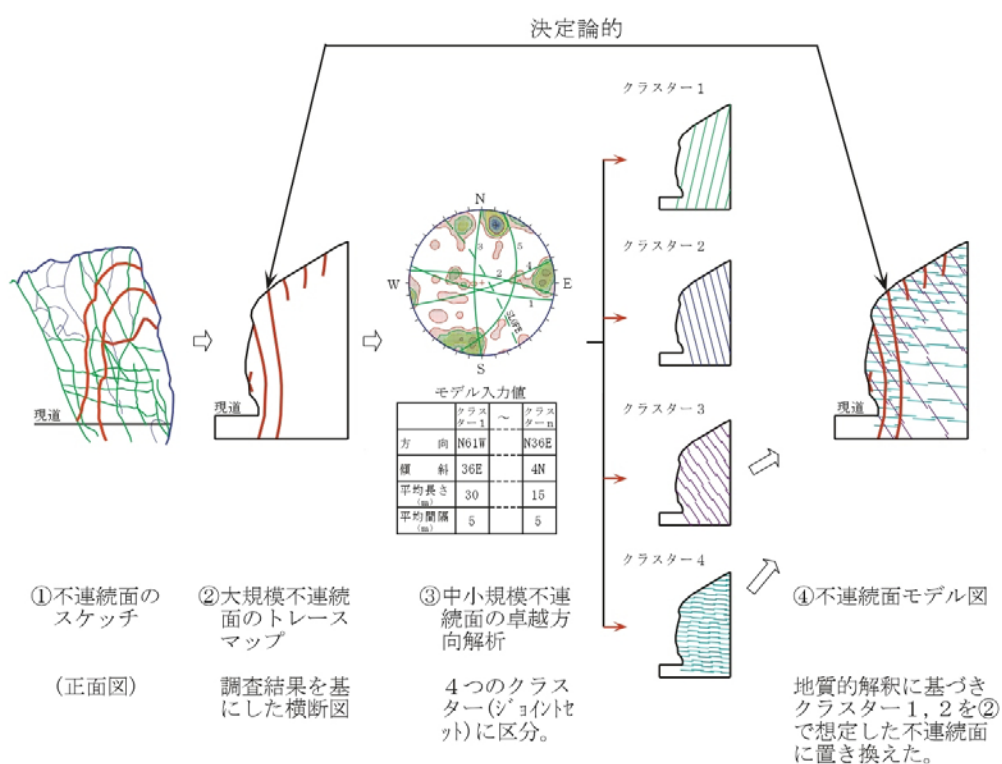 決定論的
クラスター1
クラスター2
クラスター3
クラスター4
N
W
E
S
3
5
2
4
SLOPE
現道
現道
現道
モデル入力値
クラスター1
～
クラスターn
方　向
N61W
N36E
傾　斜
36E
4N
平均長さ(m)
30
15
平均間隔(m)
5
5
①不連続面の
スケッチ
(正面図)
②大規模不連続
面のトレース
マップ
調査結果を基
にした横断図
③中小規模不連
続面の卓越方
向解析
４つのクラス
ター(ｼﾞｮｲﾝﾄｾ
ｯﾄ)に区分。
④不連続面モデル図
地質的解釈に基づき
クラスター１, ２を②
で想定した不連続面
に置き換えた。